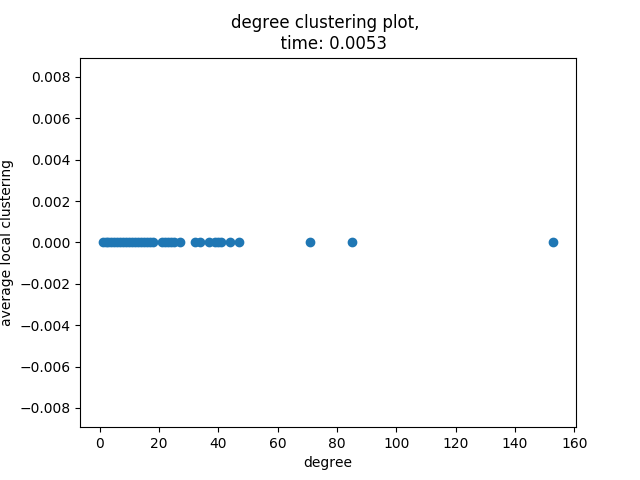 degree clustering plot,
time: 0.0053
0.008
0.006
0.004
0.002
0.000
−0.002
−0.004
−0.006
−0.008
average local clustering
0 20 40 60 80 100 120 140 160
degree